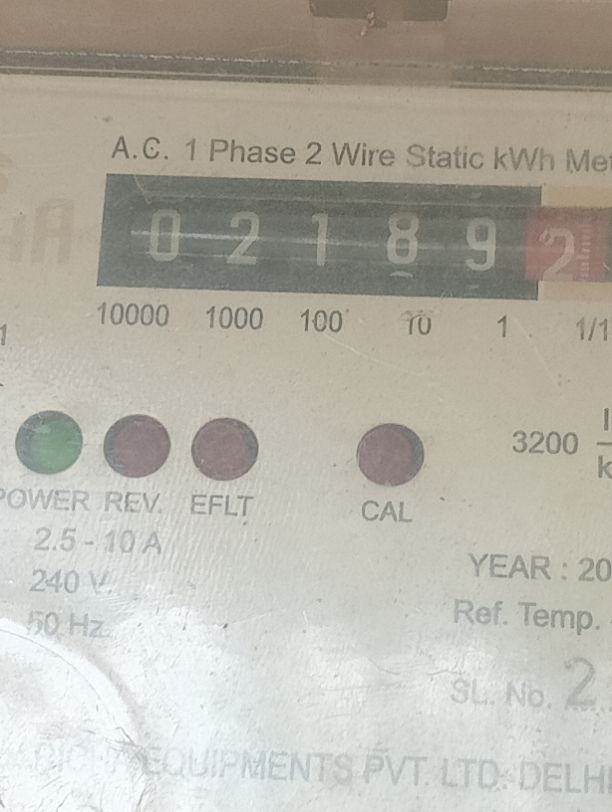 A.C. 1 Phase 2 Wire Static kWh Met
0 2 1 8 9 2
10000 1000 100 10 1 1/1
3200
POWER REV. EFLT CAL
2.5 - 10 A
240 V.
50 Hz.
YEAR : 20
Ref. Temp.
SL. No. 2
EQUIPMENTS PVT. LTD. DELHI